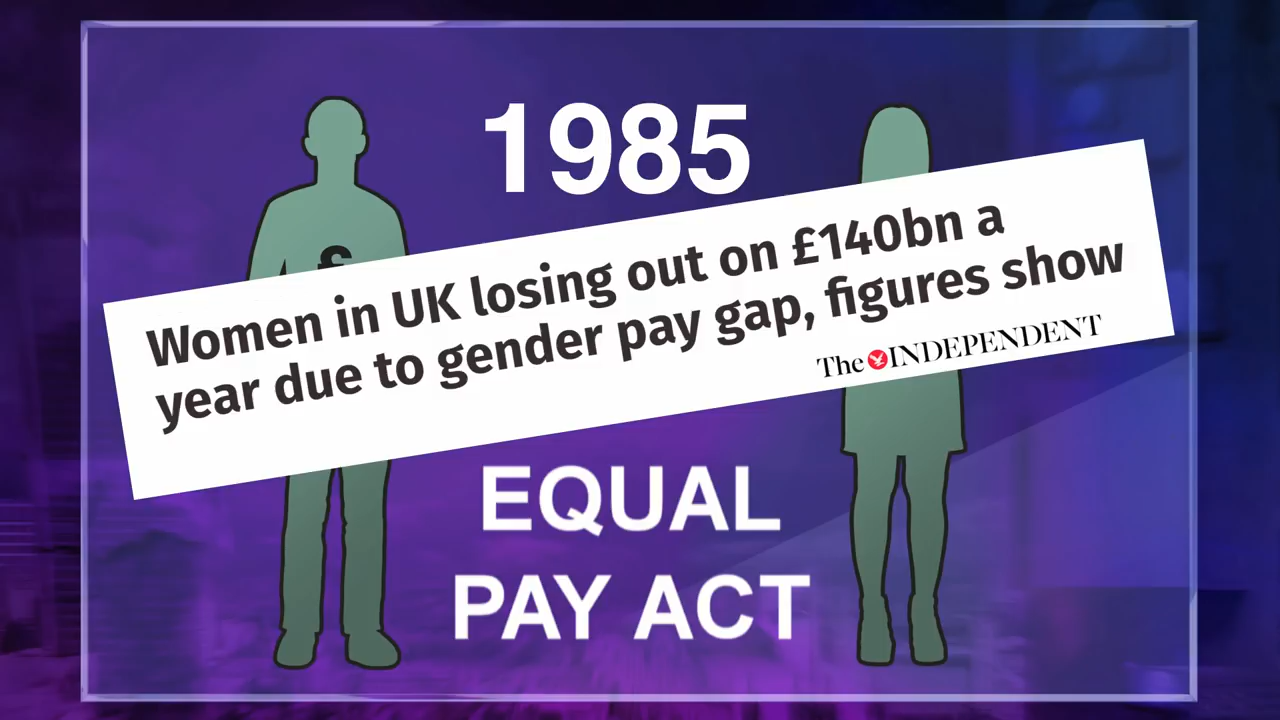 1985
£
Women in UK losing out on £140bn a
year due to gender pay gap, figures show
The INDEPENDENT
EQUAL
PAY ACT